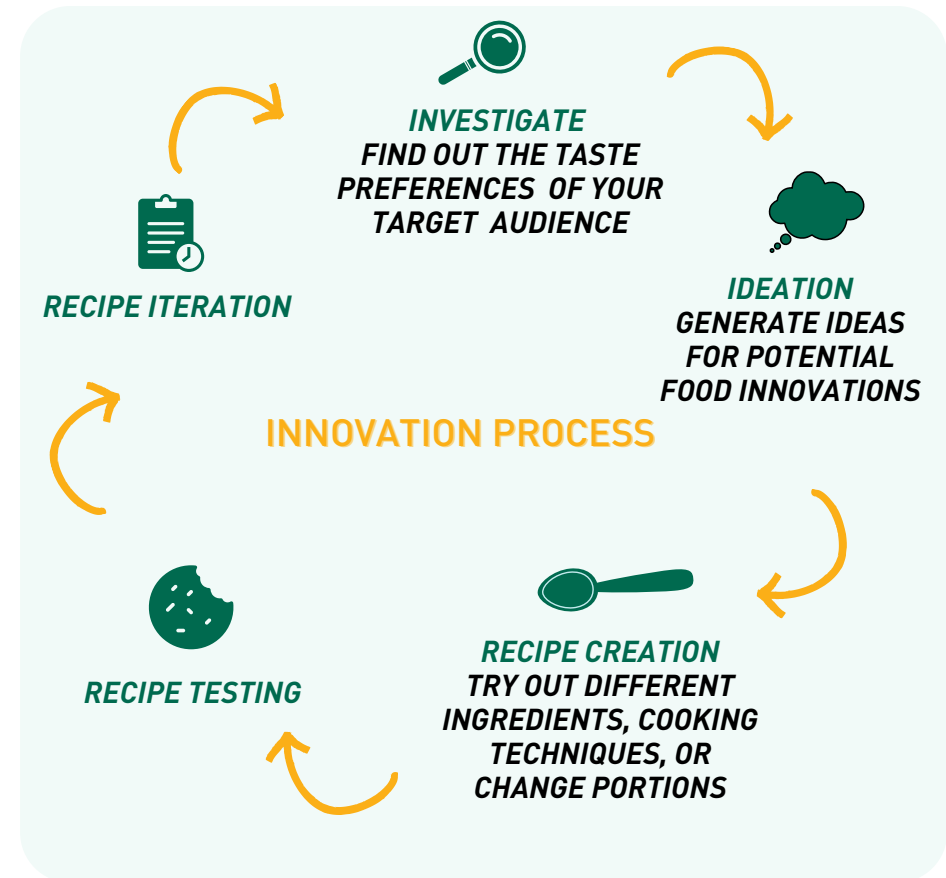 INVESTIGATE
FIND OUT THE TASTE
PREFERENCES OF YOUR
TARGET AUDIENCE
IDEATION
GENERATE IDEAS
FOR POTENTIAL
FOOD INNOVATIONS
RECIPE ITERATION
INNOVATION PROCESS
RECIPE CREATION
TRY OUT DIFFERENT
INGREDIENTS, COOKING
TECHNIQUES, OR
CHANGE PORTIONS
RECIPE TESTING